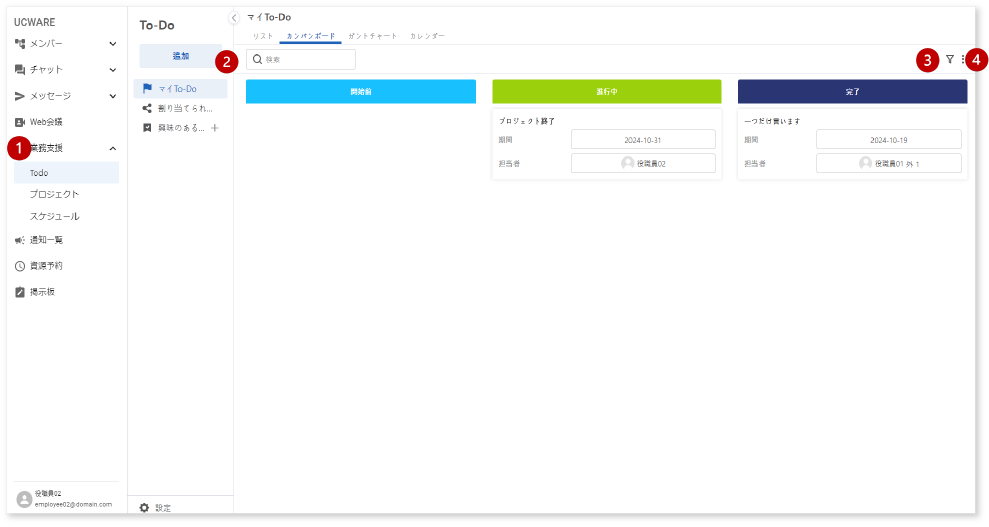 UCWARE
メンバー
チャット
メッセージ
Web会議
1
業務支援
Todo
プロジェクト
スケジュール
通知一覧
資源予約
掲示板
役職員02
employee02@domain.com
To-Do
追加
マイTo-Do
割り当てられ...
興味のある...
設定
マイTo-Do
リスト カンバンボード ガントチャート カレンダー
2
検索
3
4
開始前
進行中
プロジェクト終了
期間 2024-10-31
担当者 役職員02
完了
一つだけ言います
期間 2024-10-19
担当者 役職員01 外 1